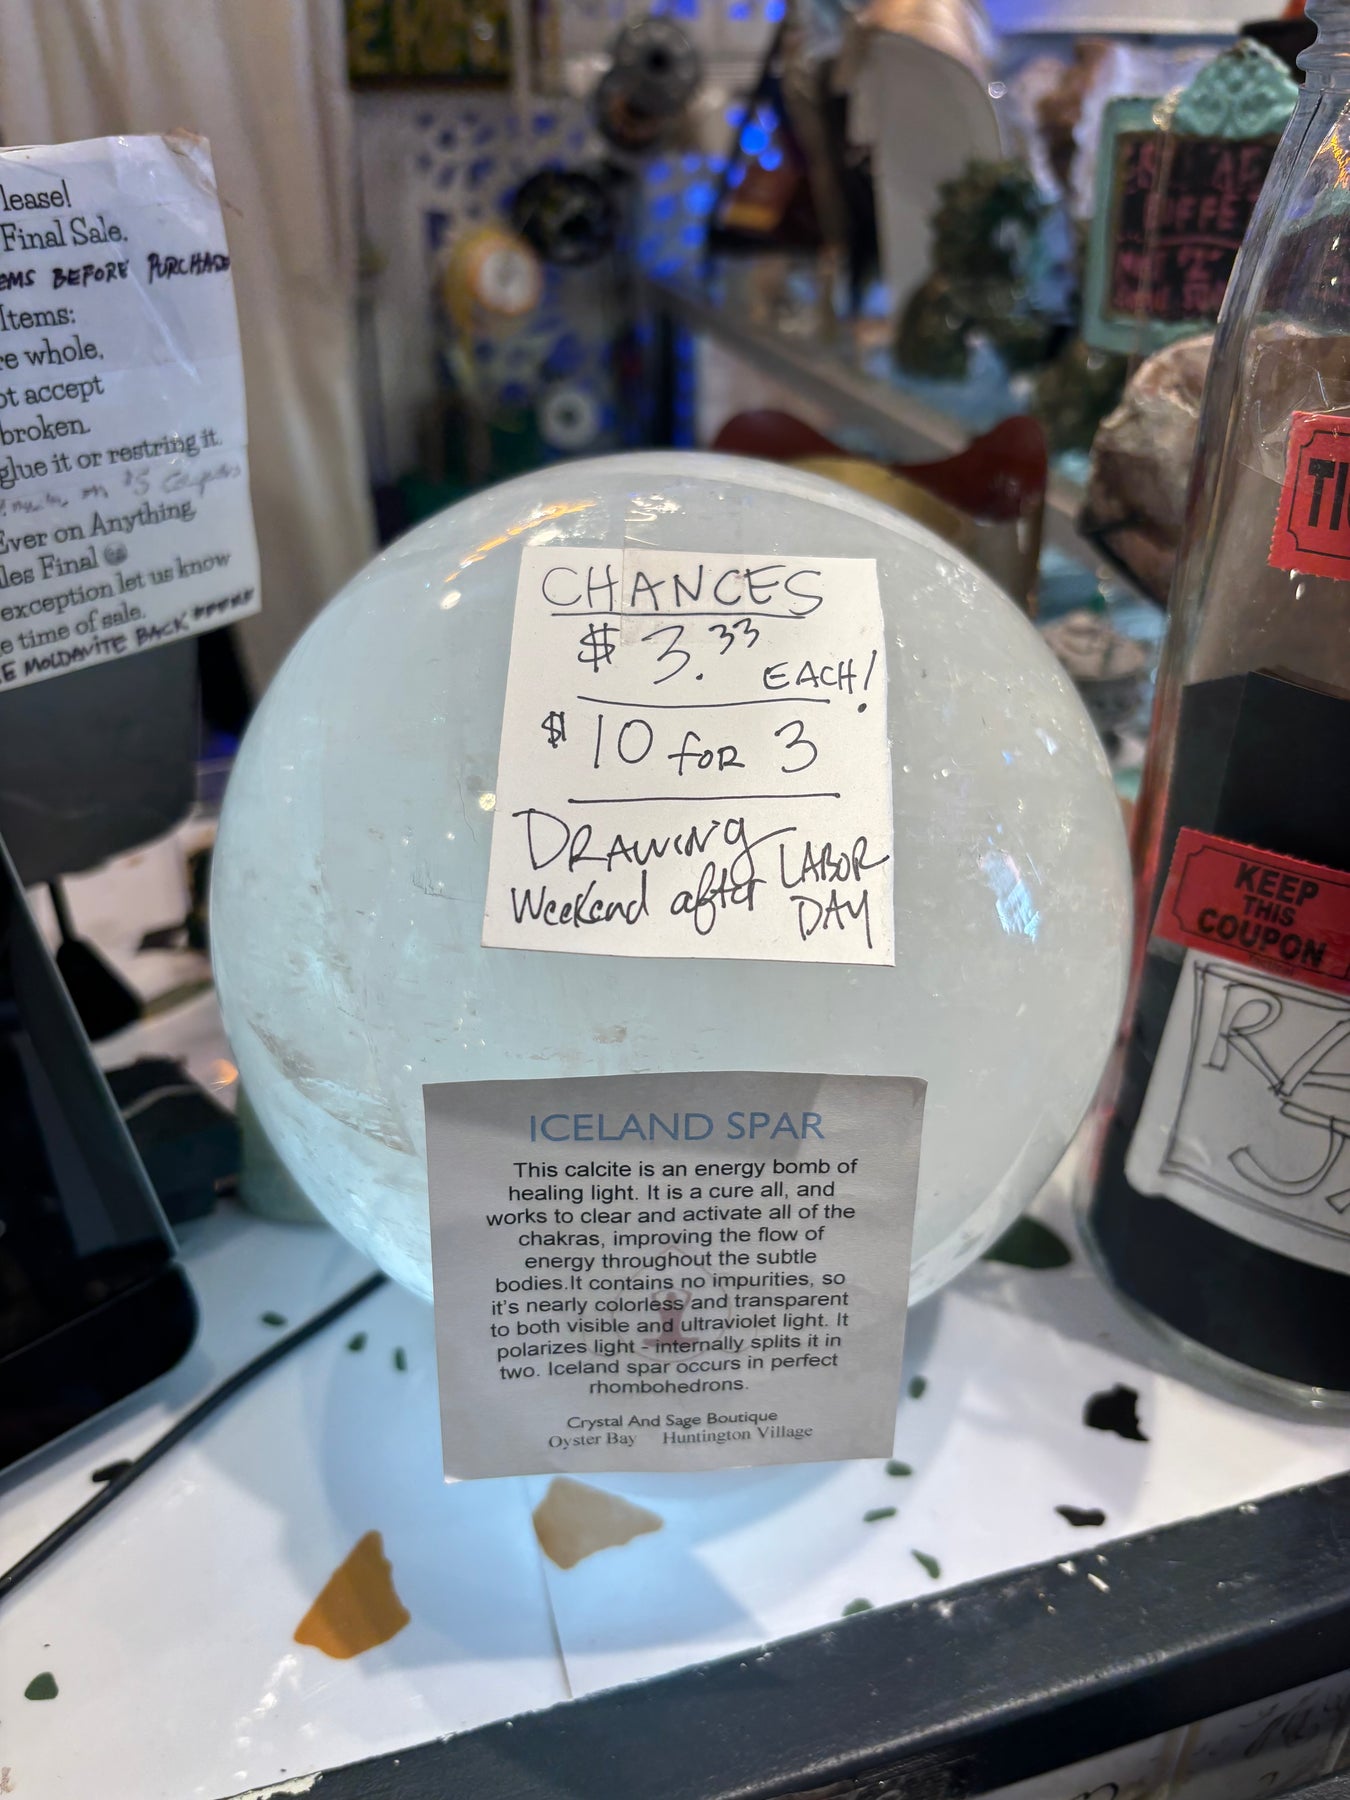 lease!
Final Sale.
EMS BEFORE PURCHASE
Items:
re whole,
ot accept
broken.
glue it or restring it.
on $5 Coupons
Ever on Anything
les Final
exception let us know
e time of sale.
E MOLDAVITE BACK
CHANCES
$3.33 EACH!
$10 for 3
DRAWING
Weekend after LABOR
DAY
ICELAND SPAR
This calcite is an energy bomb of
healing light. It is a cure all, and
works to clear and activate all of the
chakras, improving the flow of
energy throughout the subtle
bodies.It contains no impurities, so
it's nearly colorless and transparent
to both visible and ultraviolet light. It
polarizes light - internally splits it in
two. Iceland spar occurs in perfect
rhombohedrons.
Crystal And Sage Boutique
Oyster Bay Huntington Village
TI
KEEP
THIS
COUPON
RA